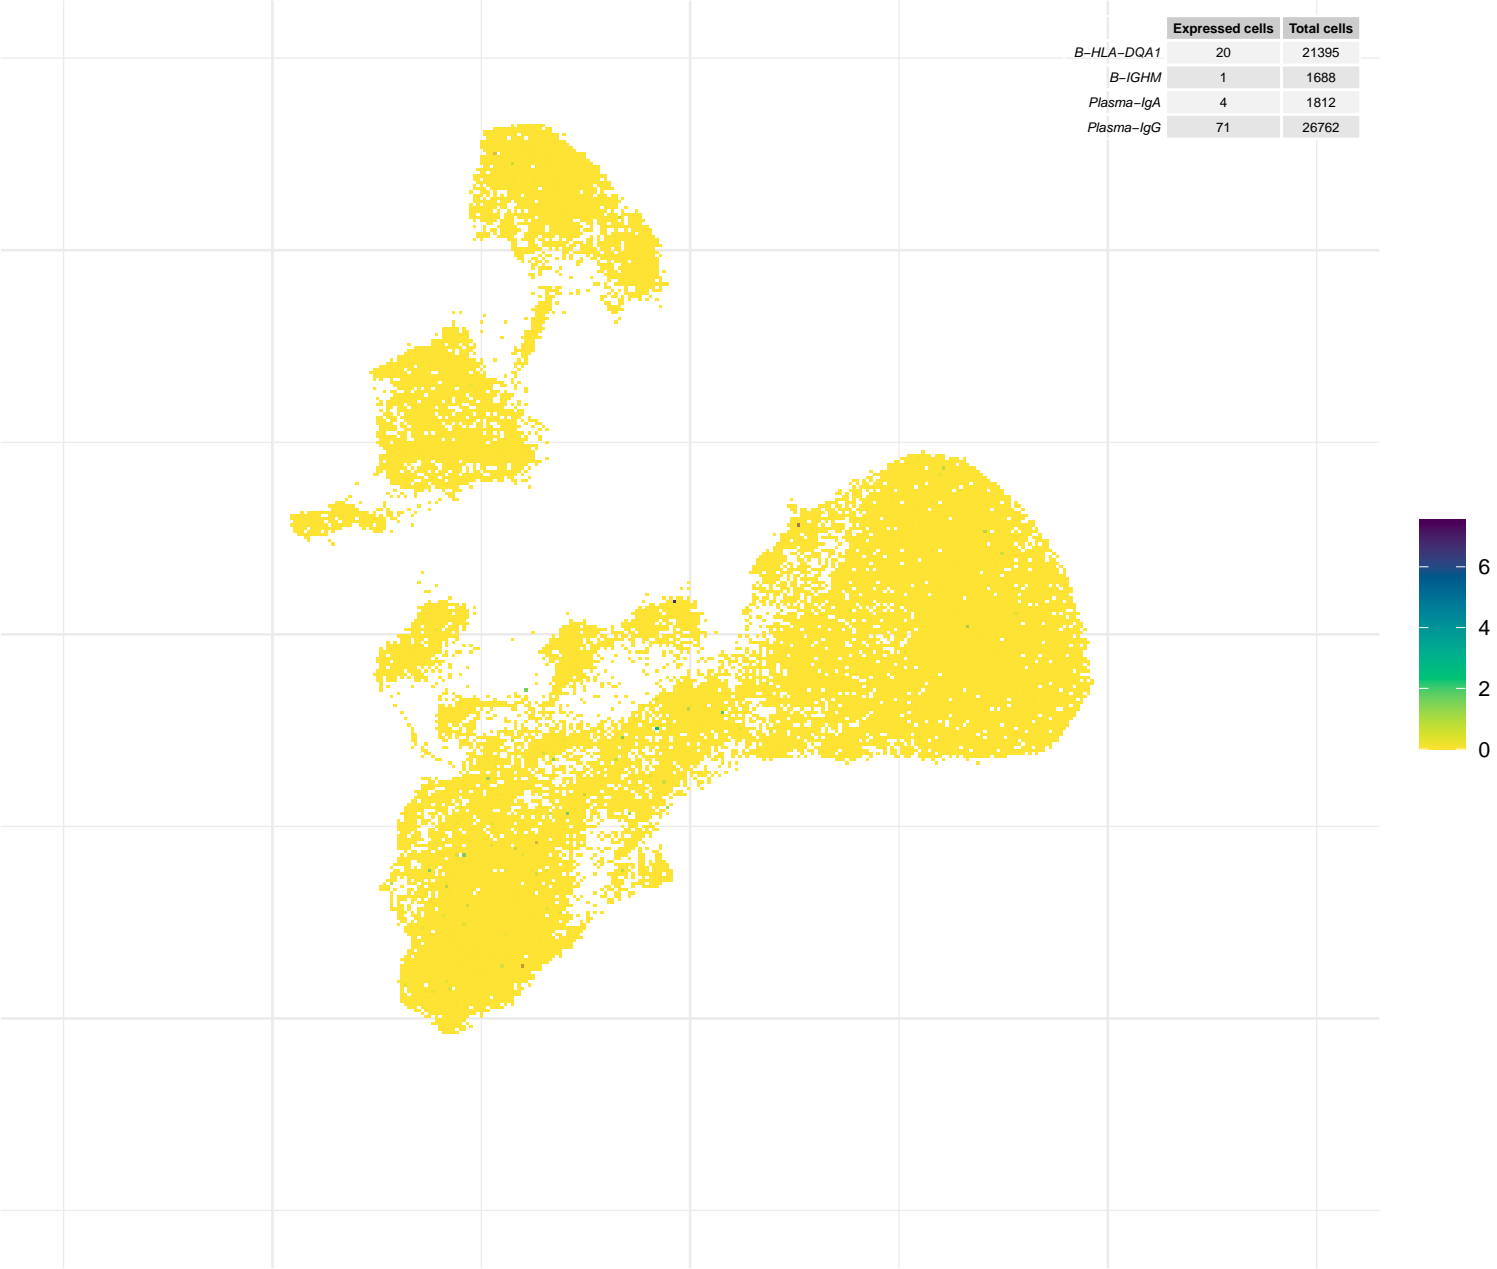 Expressed cells Total cells
B−HLA−DQA1 20 21395
B−IGHM 1 1688
Plasma−IgA 4 1812
Plasma−IgG 71 26762
6
4
2
0